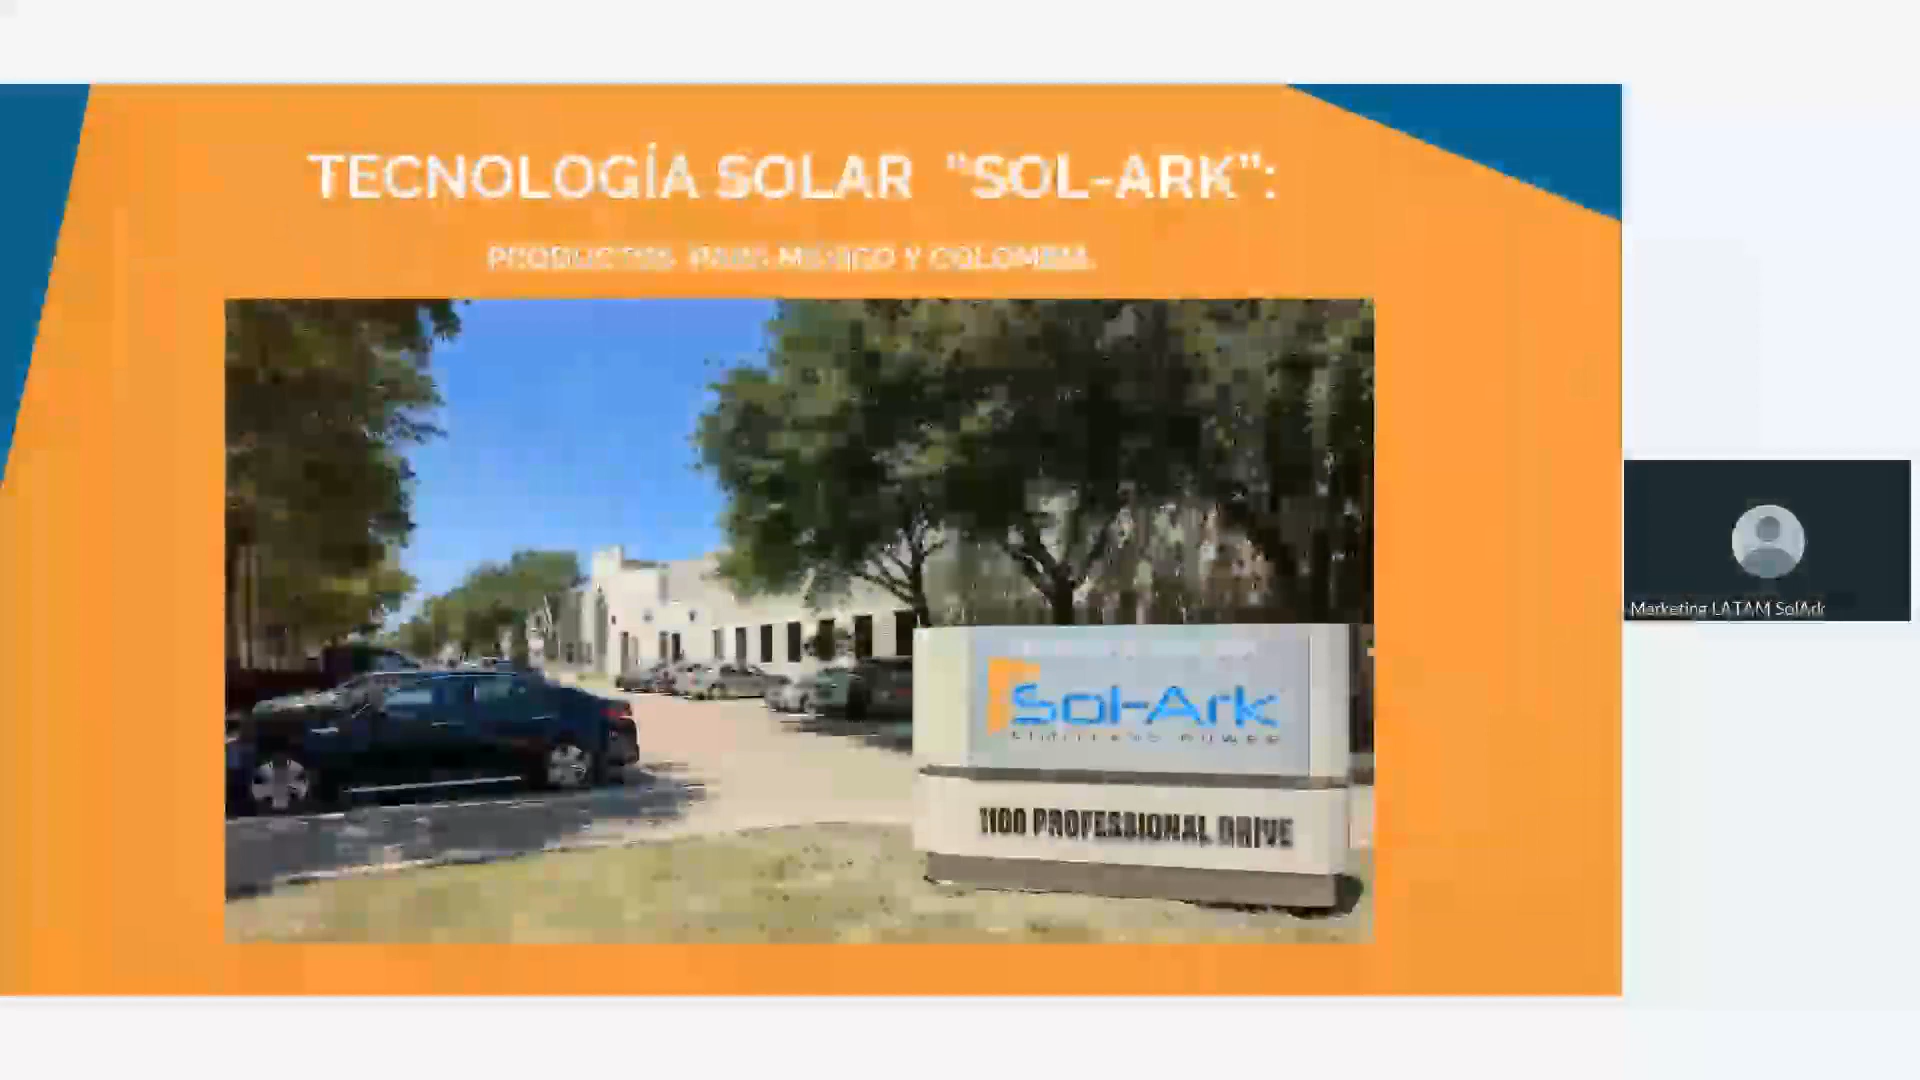 TECNOLOGÍA SOLAR "SOL-ARK":
PRODUCTOS PARA MÉXICO Y COLOMBIA.
Sol-Ark
1100 PROFESSIONAL DRIVE
Marketing LATAM SolArk